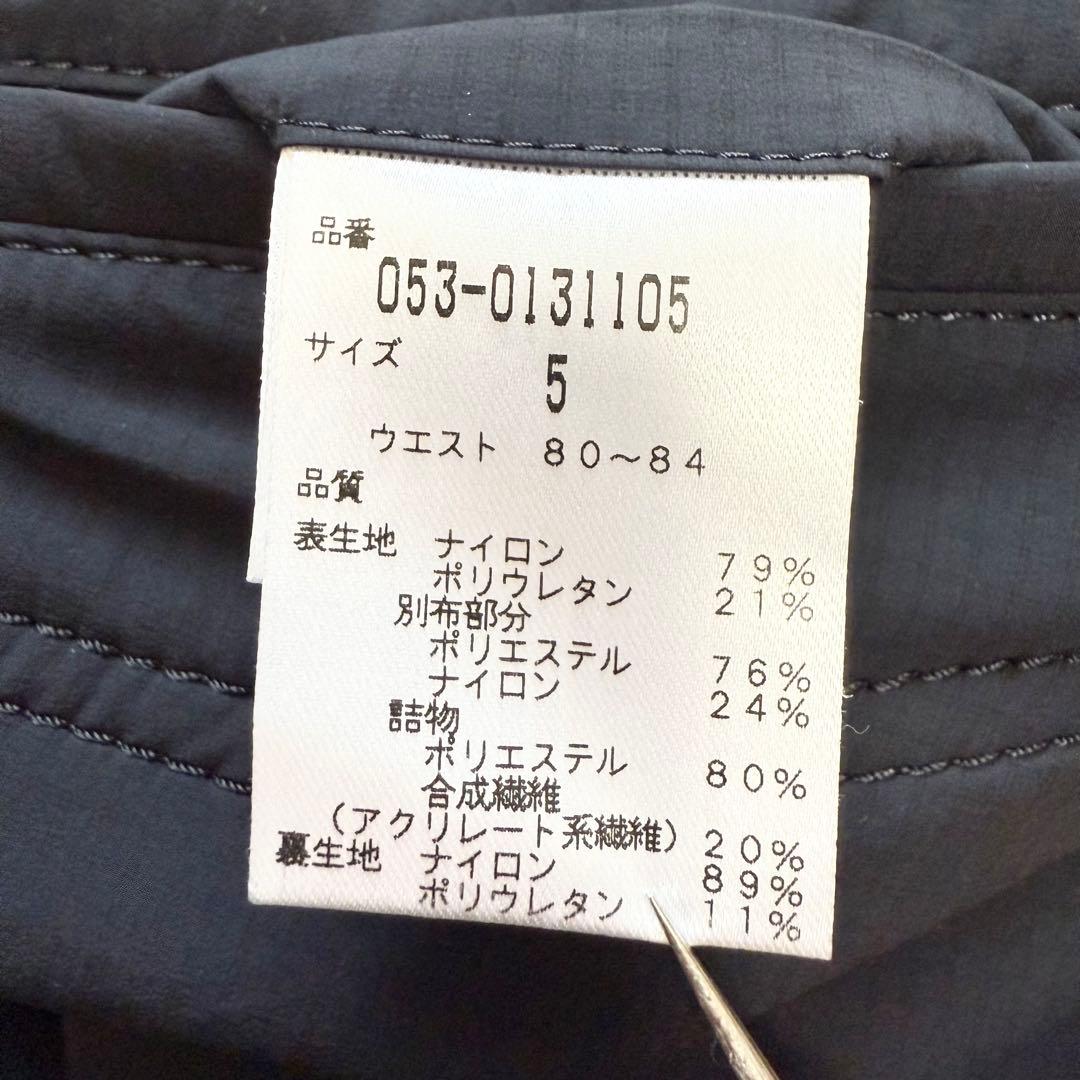 品番
053-0131105
サイズ 5
ウエスト 80～84
品質
表生地 ナイロン 79%
ポリウレタン 21%
別布部分
ポリエステル 76%
ナイロン 24%
詰物
ポリエステル 80%
合成繊維
(アクリレート系繊維) 20%
裏生地 ナイロン 89%
ポリウレタン 11%